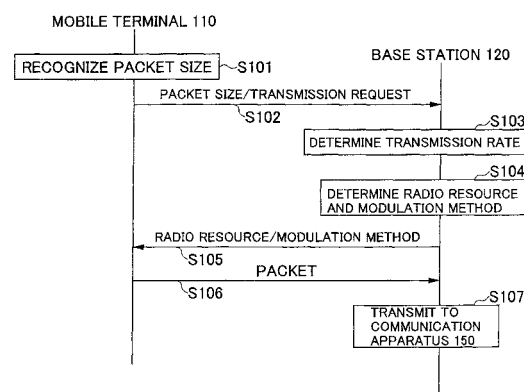 MOBILE TERMINAL 110
BASE STATION 120
RECOGNIZE PACKET SIZE
S101
PACKET SIZE/TRANSMISSION REQUEST
S102
S103
DETERMINE TRANSMISSION RATE
S104
DETERMINE RADIO RESOURCE
AND MODULATION METHOD
RADIO RESOURCE/MODULATION METHOD
S105
PACKET
S106
S107
TRANSMIT TO
COMMUNICATION
APPARATUS 150